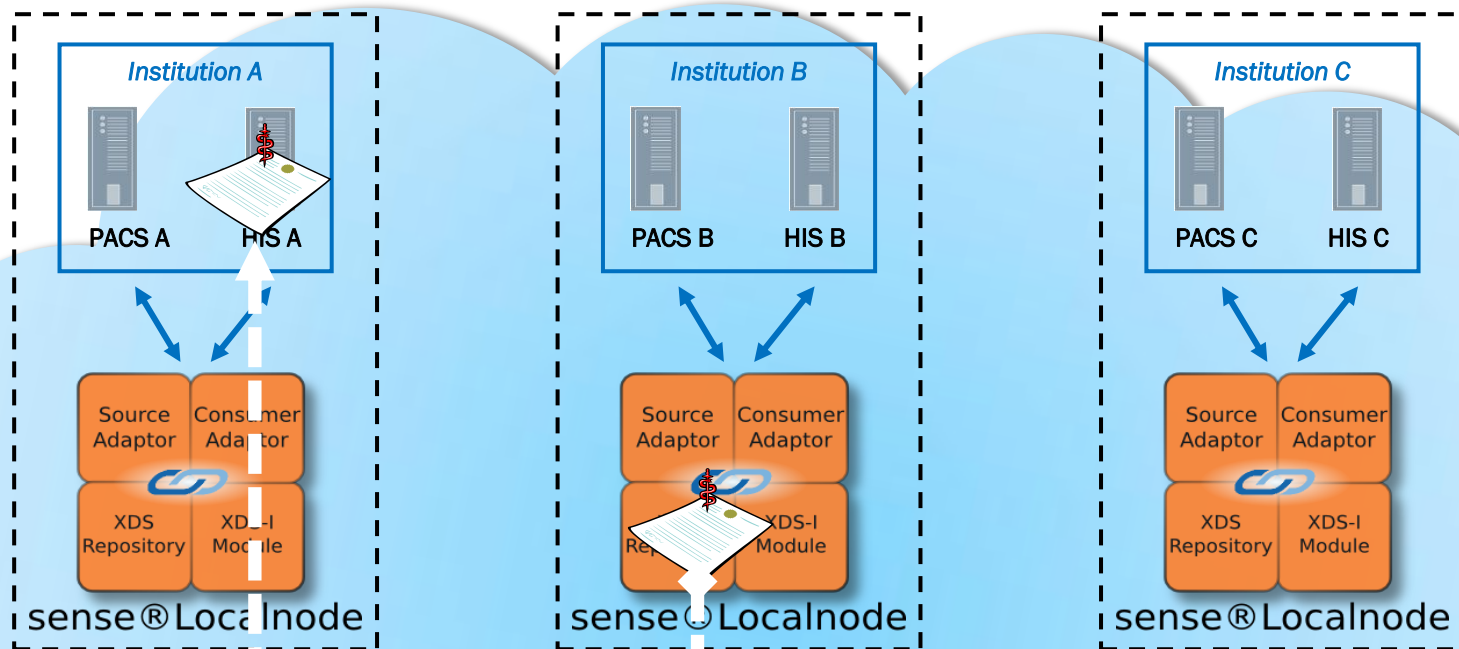 Institution A
PACS A
HIS A
Source Adaptor
Consumer Adaptor
XDS Repository
XDS-I Module
sense®Localnode
Institution B
PACS B
HIS B
Source Adaptor
Consumer Adaptor
XDS-I Module
sense®Localnode
Institution C
PACS C
HIS C
Source Adaptor
Consumer Adaptor
XDS Repository
XDS-I Module
sense®Localnode